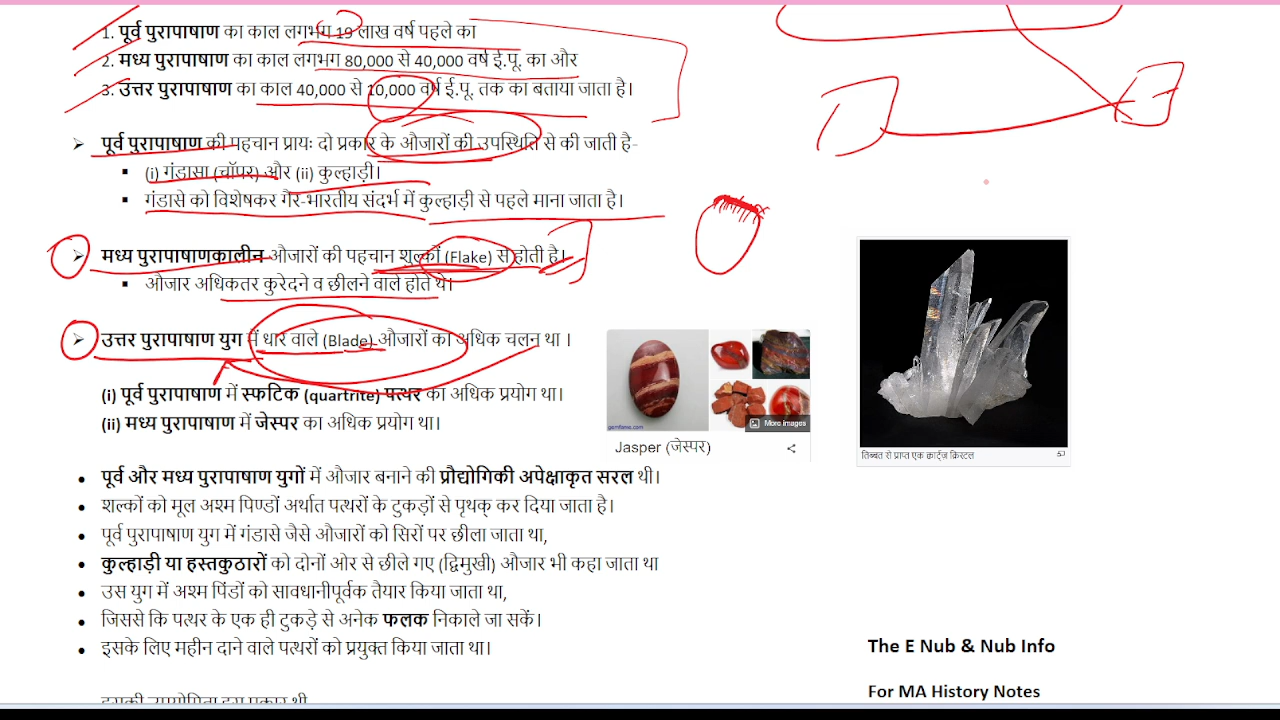 1. पूर्व पुरापाषाण का काल लगभग 19 लाख वर्ष पहले का
2. मध्य पुरापाषाण का काल लगभग 80,000 से 40,000 वर्ष ई.पू. का और
3. उत्तर पुरापाषाण का काल 40,000 से 10,000 वर्ष ई.पू. तक का बताया जाता है।
➢ पूर्व पुरापाषाण की पहचान प्रायः दो प्रकार के औजारों की उपस्थिति से की जाती है-
▪ (i) गंडासा (चॉपर) और (ii) कुल्हाड़ी।
▪ गंडासे को विशेषकर गैर-भारतीय संदर्भ में कुल्हाड़ी से पहले माना जाता है।
➢ मध्य पुरापाषाणकालीन औजारों की पहचान शुल्कों (Flake) से होती है।
▪ औजार अधिकतर कुरेदने व छीलने वाले होते थे।
➢ उत्तर पुरापाषाण युग में धार वाले (Blade) औजारों का अधिक चलन था ।
(i) पूर्व पुरापाषाण में स्फटिक (quartrite) पत्थर का अधिक प्रयोग था।
(ii) मध्य पुरापाषाण में जेस्पर का अधिक प्रयोग था।
gemfame.com
More images
Jasper (जेस्पर)
तिब्बत से प्राप्त एक क्वार्ट्ज़ क्रिस्टल
• पूर्व और मध्य पुरापाषाण युगों में औजार बनाने की प्रौद्योगिकी अपेक्षाकृत सरल थी।
• शल्कों को मूल अश्म पिण्डों अर्थात पत्थरों के टुकड़ों से पृथक् कर दिया जाता है।
• पूर्व पुरापाषाण युग में गंडासे जैसे औजारों को सिरों पर छीला जाता था,
• कुल्हाड़ी या हस्तकुठारों को दोनों ओर से छीले गए (द्विमुखी) औजार भी कहा जाता था
• उस युग में अश्म पिंडों को सावधानीपूर्वक तैयार किया जाता था,
• जिससे कि पत्थर के एक ही टुकड़े से अनेक फलक निकाले जा सकें।
• इसके लिए महीन दाने वाले पत्थरों को प्रयुक्त किया जाता था।
The E Nub & Nub Info
For MA History Notes